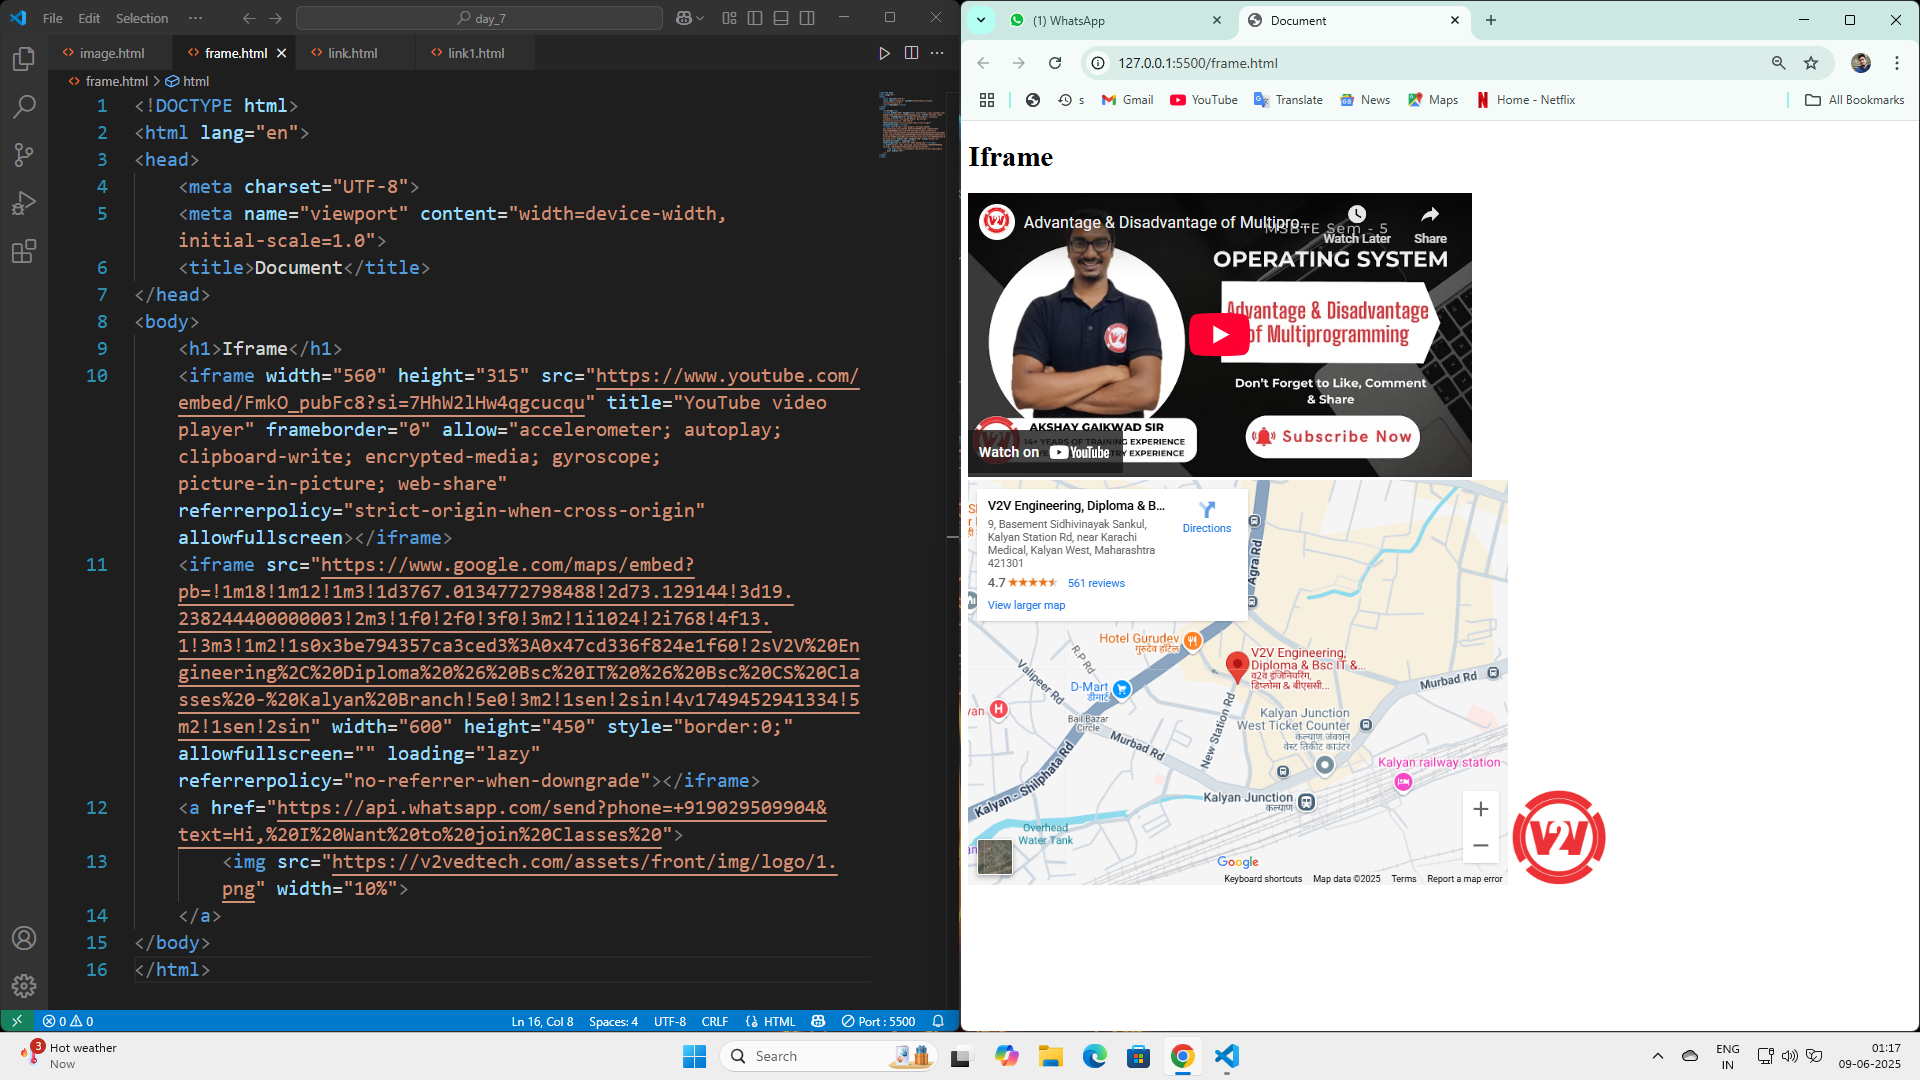 File Edit Selection ··· day_7
image.html frame.html link.html link1.html
frame.html > html
1 <!DOCTYPE html>
2 <html lang="en">
3 <head>
4 <meta charset="UTF-8">
5 <meta name="viewport" content="width=device-width,
initial-scale=1.0">
6 <title>Document</title>
7 </head>
8 <body>
9 <h1>Iframe</h1>
10 <iframe width="560" height="315" src="https://www.youtube.com/
embed/FmkO_pubFc8?si=7HhW2lHw4qgcucqu" title="YouTube video
player" frameborder="0" allow="accelerometer; autoplay;
clipboard-write; encrypted-media; gyroscope;
picture-in-picture; web-share"
referrerpolicy="strict-origin-when-cross-origin"
allowfullscreen></iframe>
11 <iframe src="https://www.google.com/maps/embed?
pb=!1m18!1m12!1m3!1d3767.0134772798488!2d73.129144!3d19.
238244400000003!2m3!1f0!2f0!3f0!3m2!1i1024!2i768!4f13.
1!3m3!1m2!1s0x3be794357ca3ced3%3A0x47cd336f824e1f60!2sV2V%20En
gineering%2C%20Diploma%20%26%20Bsc%20IT%20%26%20Bsc%20CS%20Cla
sses%20-%20Kalyan%20Branch!5e0!3m2!1sen!2sin!4v1749452941334!5
m2!1sen!2sin" width="600" height="450" style="border:0;"
allowfullscreen="" loading="lazy"
referrerpolicy="no-referrer-when-downgrade"></iframe>
12 <a href="https://api.whatsapp.com/send?phone=+919029509904&
text=Hi,%20I%20Want%20to%20join%20Classes%20">
13 <img src="https://v2vedtech.com/assets/front/img/logo/1.
png" width="10%">
14 </a>
15 </body>
16 </html>
0 0 Ln 16, Col 8 Spaces: 4 UTF-8 CRLF HTML Port : 5500
(1) WhatsApp Document
127.0.0.1:5500/frame.html
s Gmail YouTube Translate News Maps Home - Netflix All Bookmarks
Iframe
V2V Advantage & Disadvantage of Multipro...
MSBTE Sem - 5
Watch Later Share
OPERATING SYSTEM
Advantage & Disadvantage
of Multiprogramming
Don't Forget to Like, Comment
& Share
Subscribe Now
AKSHAY GAIKWAD SIR
14+ YEARS OF TRAINING EXPERIENCE
Watch on YouTube
V2V Engineering, Diploma & B...
Directions
9, Basement Sidhivinayak Sankul,
Kalyan Station Rd, near Karachi
Medical, Kalyan West, Maharashtra
421301
4.7 561 reviews
View larger map
Agra Rd
Hotel Gurudev
गुरुदेव हॉटेल
V2V Engineering,
Diploma & Bsc IT &...
व२व इंजिनियरिंग,
डिप्लोमा & बीएससी...
R.P Rd
Valipeer Rd
D-Mart
डीमार्ट
Murbad Rd
Bail Bazar
Circle
New Station Rd
Kalyan Junction
West Ticket Counter
कल्याण जंक्शन
वेस्ट तिकीट काउंटर
Murbad Rd
Kalyan - Shilphata Rd
Kalyan railway station
Kalyan Junction
कल्याण
Overhead
Water Tank
Google
Keyboard shortcuts Map data ©2025 Terms Report a map error
V2V
3 Hot weather
Now
Search
ENG
IN
01:17
09-06-2025